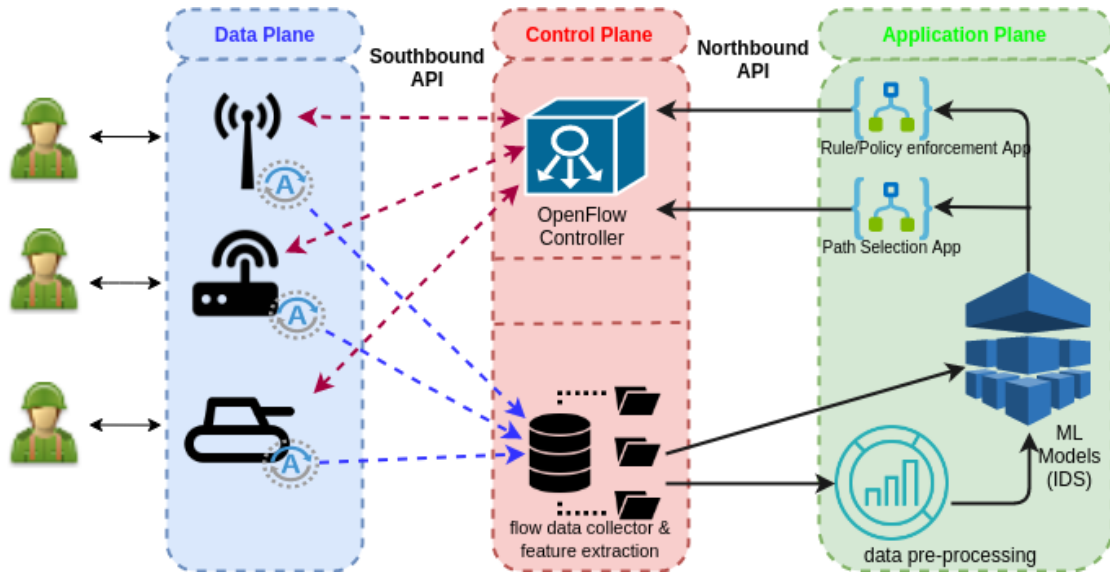 Data Plane
Southbound
API
Control Plane
Northbound
API
Application Plane
A
A
A
OpenFlow
Controller
Rule/Policy enforcement App
Path Selection App
ML
Models
(IDS)
flow data collector &
feature extraction
data pre-processing